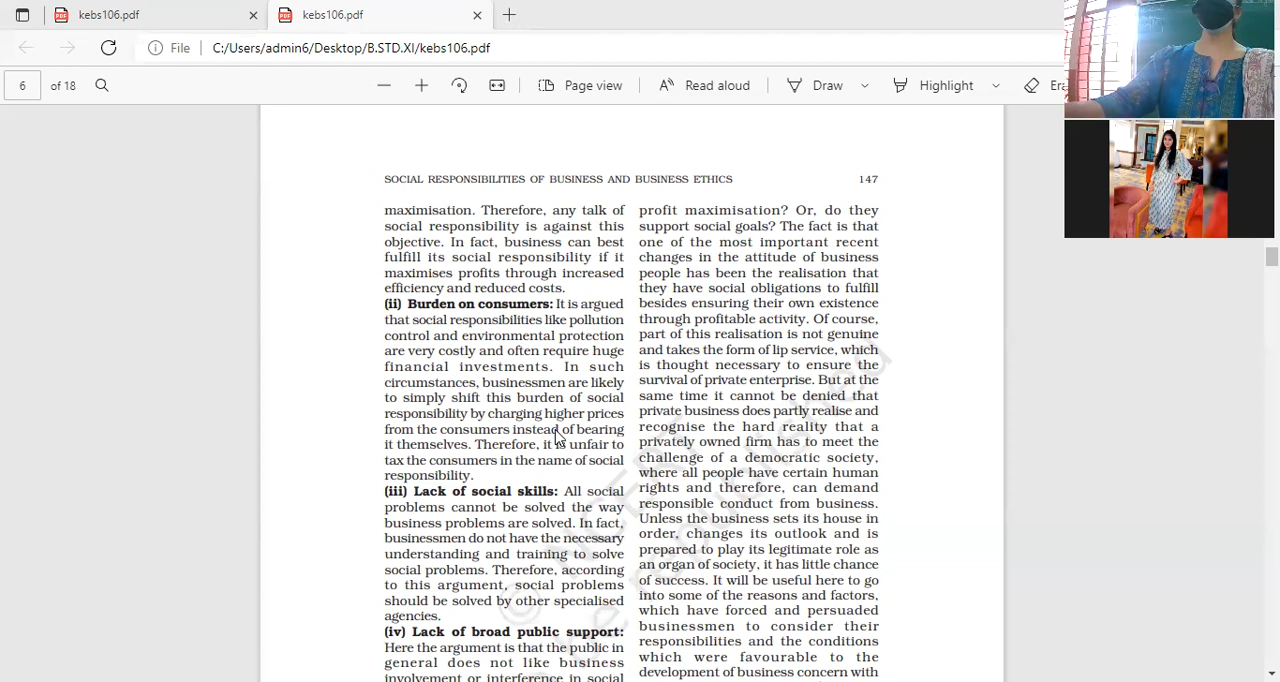 kebs106.pdf
kebs106.pdf
File
C:/Users/admin6/Desktop/B.STD.XI/kebs106.pdf
6
of 18
Page view
Read aloud
Draw
Highlight
SOCIAL RESPONSIBILITIES OF BUSINESS AND BUSINESS ETHICS
147
maximisation. Therefore, any talk of
social responsibility is against this
objective. In fact, business can best
fulfill its social responsibility if it
maximises profits through increased
efficiency and reduced costs.
(ii) Burden on consumers: It is argued
that social responsibilities like pollution
control and environmental protection
are very costly and often require huge
financial investments. In such
circumstances, businessmen are likely
to simply shift this burden of social
responsibility by charging higher prices
from the consumers instead of bearing
it themselves. Therefore, it is unfair to
tax the consumers in the name of social
responsibility.
(iii) Lack of social skills: All social
problems cannot be solved the way
business problems are solved. In fact,
businessmen do not have the necessary
understanding and training to solve
social problems. Therefore, according
to this argument, social problems
should be solved by other specialised
agencies.
(iv) Lack of broad public support:
Here the argument is that the public in
general does not like business
involvement or interference in social
profit maximisation? Or, do they
support social goals? The fact is that
one of the most important recent
changes in the attitude of business
people has been the realisation that
they have social obligations to fulfill
besides ensuring their own existence
through profitable activity. Of course,
part of this realisation is not genuine
and takes the form of lip service, which
is thought necessary to ensure the
survival of private enterprise. But at the
same time it cannot be denied that
private business does partly realise and
recognise the hard reality that a
privately owned firm has to meet the
challenge of a democratic society,
where all people have certain human
rights and therefore, can demand
responsible conduct from business.
Unless the business sets its house in
order, changes its outlook and is
prepared to play its legitimate role as
an organ of society, it has little chance
of success. It will be useful here to go
into some of the reasons and factors,
which have forced and persuaded
businessmen to consider their
responsibilities and the conditions
which were favourable to the
development of business concern with